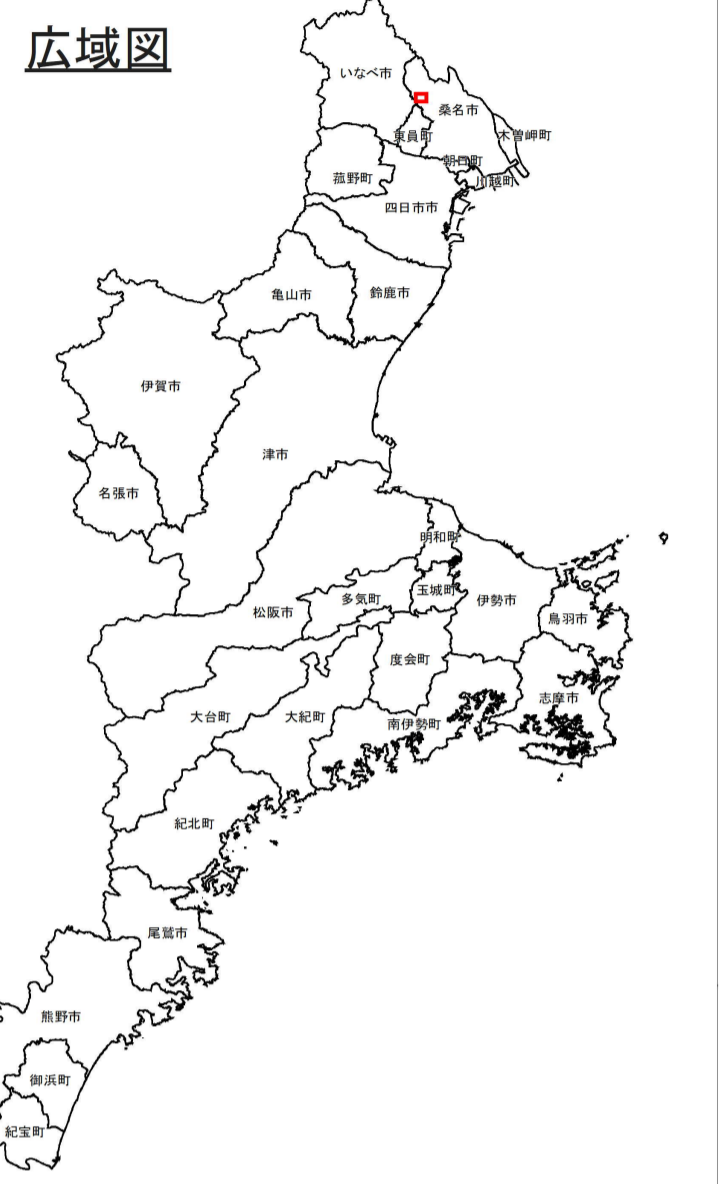 広域図
いなべ市
桑名市
東員町
木曽岬町
朝日町
菰野町
川越町
四日市市
亀山市
鈴鹿市
伊賀市
津市
名張市
明和町
玉城町
多気町
伊勢市
松阪市
鳥羽市
度会町
志摩市
大台町
大紀町
南伊勢町
紀北町
尾鷲市
熊野市
御浜町
紀宝町